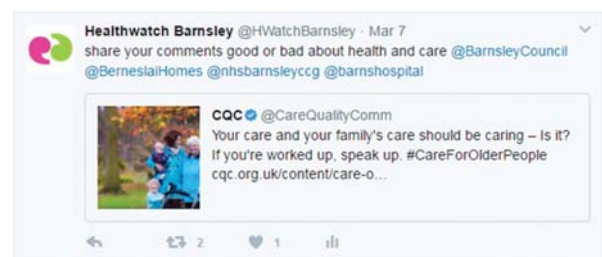 Healthwatch Barnsley @HWatchBarnsley · Mar 7
share your comments good or bad about health and care @BarnsleyCouncil
@BerneslaiHomes @nhsbarnsleyccg @barnshospital
CQC @CareQualityComm
Your care and your family's care should be caring – Is it?
If you're worked up, speak up. #CareForOlderPeople
cqc.org.uk/content/care-o...
2 1